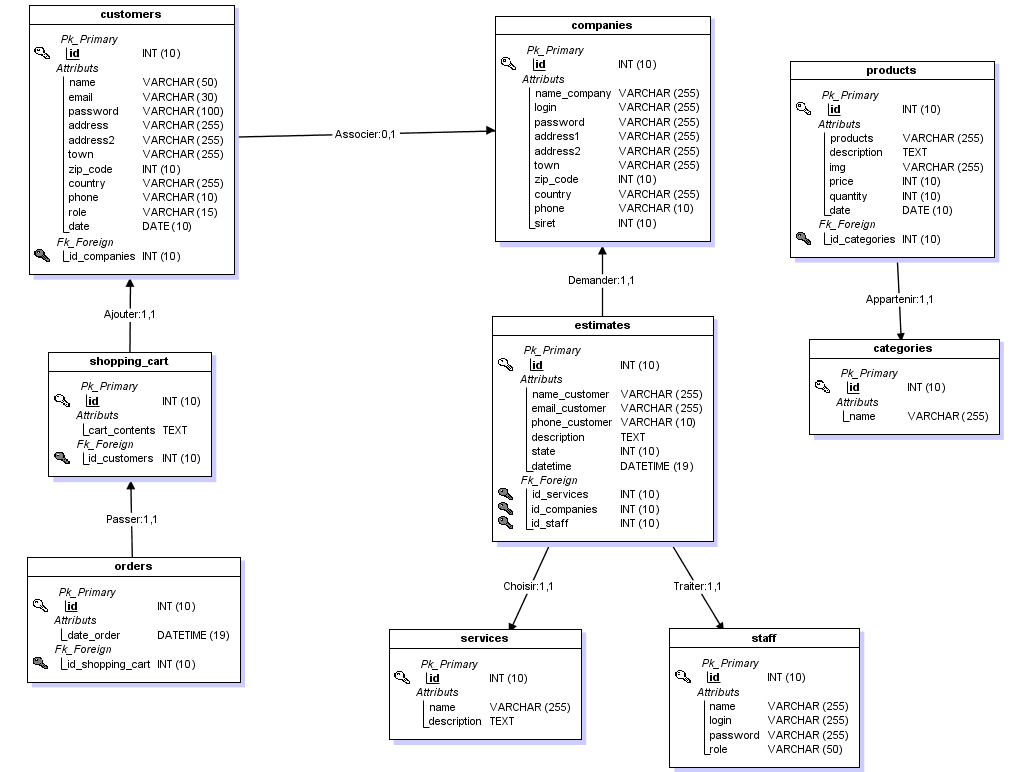 customers
Pk_Primary
id INT (10)
Attributs
name VARCHAR (50)
email VARCHAR (30)
password VARCHAR (100)
address VARCHAR (255)
address2 VARCHAR (255)
town VARCHAR (255)
zip_code INT (10)
country VARCHAR (255)
phone VARCHAR (10)
role VARCHAR (15)
date DATE (10)
Fk_Foreign
id_companies INT (10)
Associer:0,1
companies
Pk_Primary
id INT (10)
Attributs
name_company VARCHAR (255)
login VARCHAR (255)
password VARCHAR (255)
address1 VARCHAR (255)
address2 VARCHAR (255)
town VARCHAR (255)
zip_code INT (10)
country VARCHAR (255)
phone VARCHAR (10)
siret INT (10)
products
Pk_Primary
id INT (10)
Attributs
products VARCHAR (255)
description TEXT
img VARCHAR (255)
price INT (10)
quantity INT (10)
date DATE (10)
Fk_Foreign
id_categories INT (10)
Ajouter:1,1
Demander:1,1
Appartenir:1,1
shopping_cart
Pk_Primary
id INT (10)
Attributs
cart_contents TEXT
Fk_Foreign
id_customers INT (10)
estimates
Pk_Primary
id INT (10)
Attributs
name_customer VARCHAR (255)
email_customer VARCHAR (255)
phone_customer VARCHAR (10)
description TEXT
state INT (10)
datetime DATETIME (19)
Fk_Foreign
id_services INT (10)
id_companies INT (10)
id_staff INT (10)
categories
Pk_Primary
id INT (10)
Attributs
name VARCHAR (255)
Passer:1,1
orders
Pk_Primary
id INT (10)
Attributs
date_order DATETIME (19)
Fk_Foreign
id_shopping_cart INT (10)
Choisir:1,1
Traiter:1,1
services
Pk_Primary
id INT (10)
Attributs
name VARCHAR (255)
description TEXT
staff
Pk_Primary
id INT (10)
Attributs
name VARCHAR (255)
login VARCHAR (255)
password VARCHAR (255)
role VARCHAR (50)